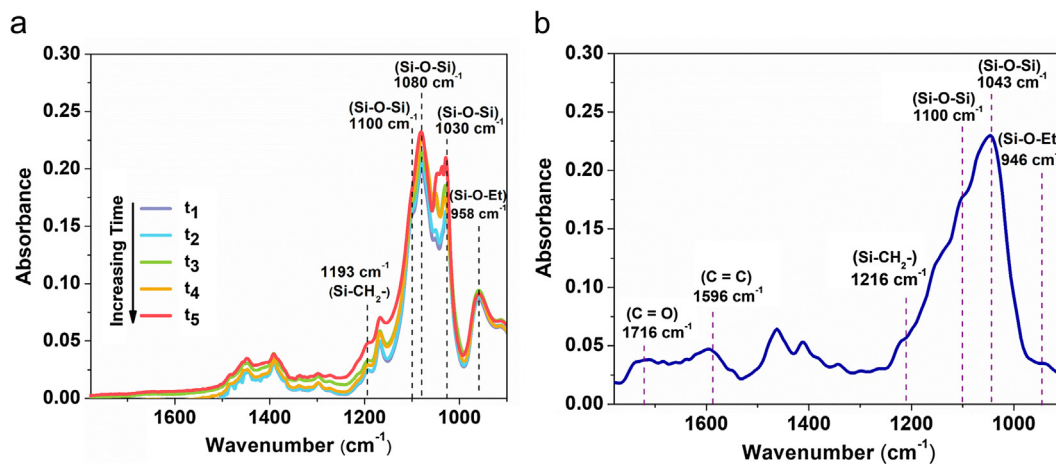 a
0.30
0.25
0.20
0.15
0.10
0.05
0.00
Absorbance
1600
1400
1200
1000
Wavenumber (cm-1)
Increasing Time
t1
t2
t3
t4
t5
(Si-O-Si)
1080 cm-1
(Si-O-Si)
1100 cm-1
(Si-O-Si)
1030 cm-1
(Si-O-Et)
958 cm-1
1193 cm-1
(Si-CH2-)
b
0.30
0.25
0.20
0.15
0.10
0.05
0.00
Absorbance
1600
1400
1200
1000
Wavenumber (cm-1)
(Si-O-Si)
1043 cm-1
(Si-O-Si)
1100 cm-1
(Si-O-Et)
946 cm-1
(Si-CH2-)
1216 cm-1
(C = C)
1596 cm-1
(C = O)
1716 cm-1